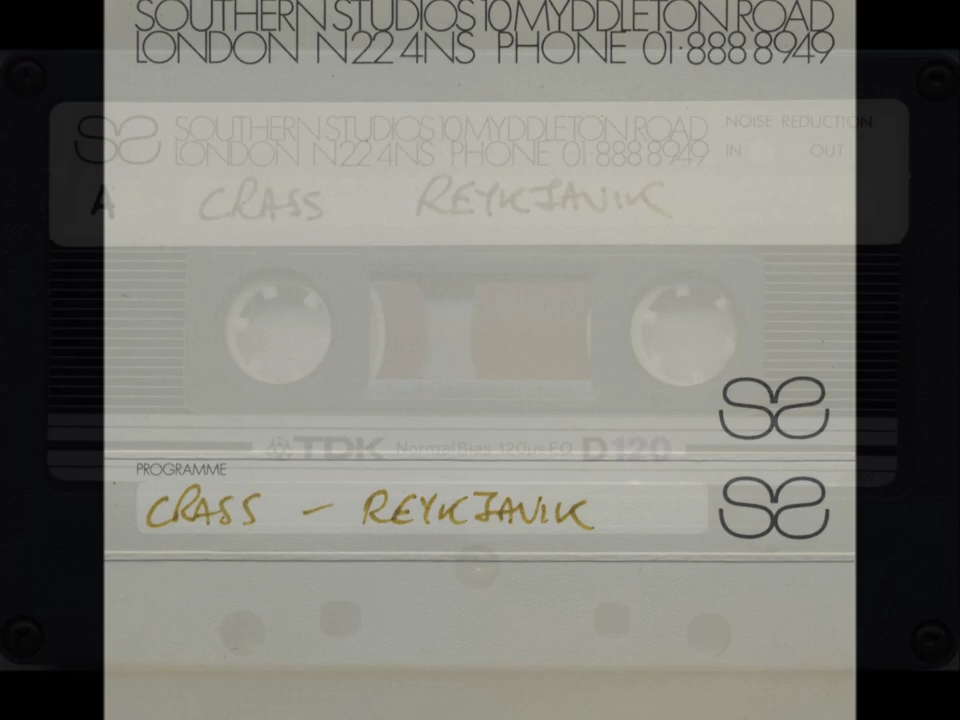 SOUTHERN STUDIOS 10 MYDDLETON ROAD
LONDON N22 4NS PHONE 01·888 8949
SS SOUTHERN STUDIOS 10 MYDDLETON ROAD
LONDON N22 4NS PHONE 01·888 8949
NOISE REDUCTION
IN OUT
A CRASS REYKJAVIK
TDK Normal Bias 120µs EQ D120
SS
PROGRAMME
CRASS - REYKJAVIK
SS